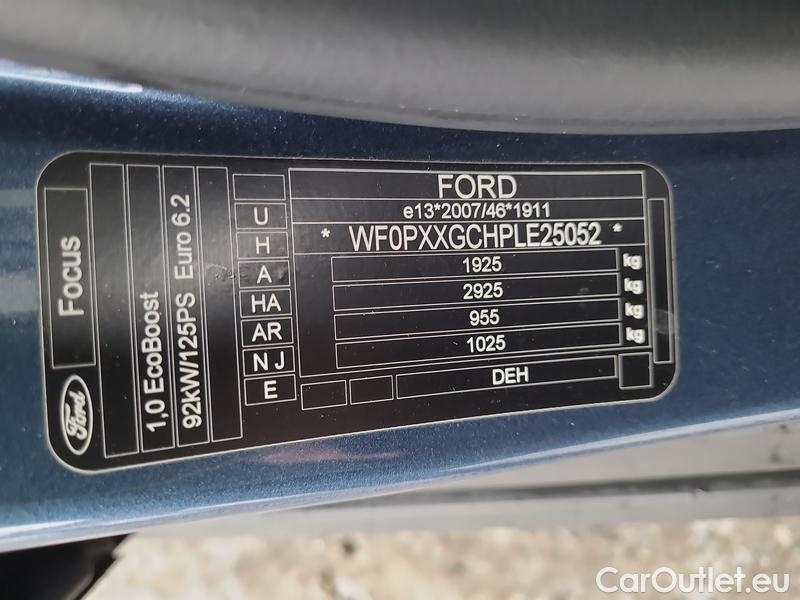 FORD
e13*2007/46*1911
* WF0PXXGCHPLE25052 *
1925 kg
2925 kg
955 kg
1025 kg
DEH
U
H
A
HA
AR
N J
E
Focus
Ford
1,0 EcoBoost
92kW/125PS Euro 6.2
CarOutlet.eu